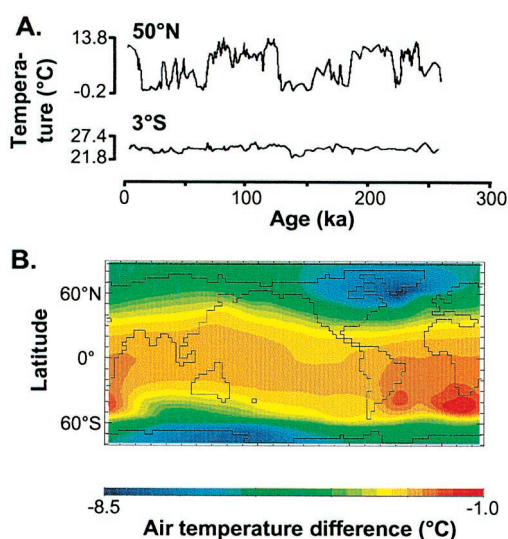 A.
50°N
Tempera-
ture (°C)
13.8
-0.2
3°S
27.4
21.8
0 100 200 300
Age (ka)
B.
Latitude
60°N
0°
60°S
-8.5 -1.0
Air temperature difference (°C)